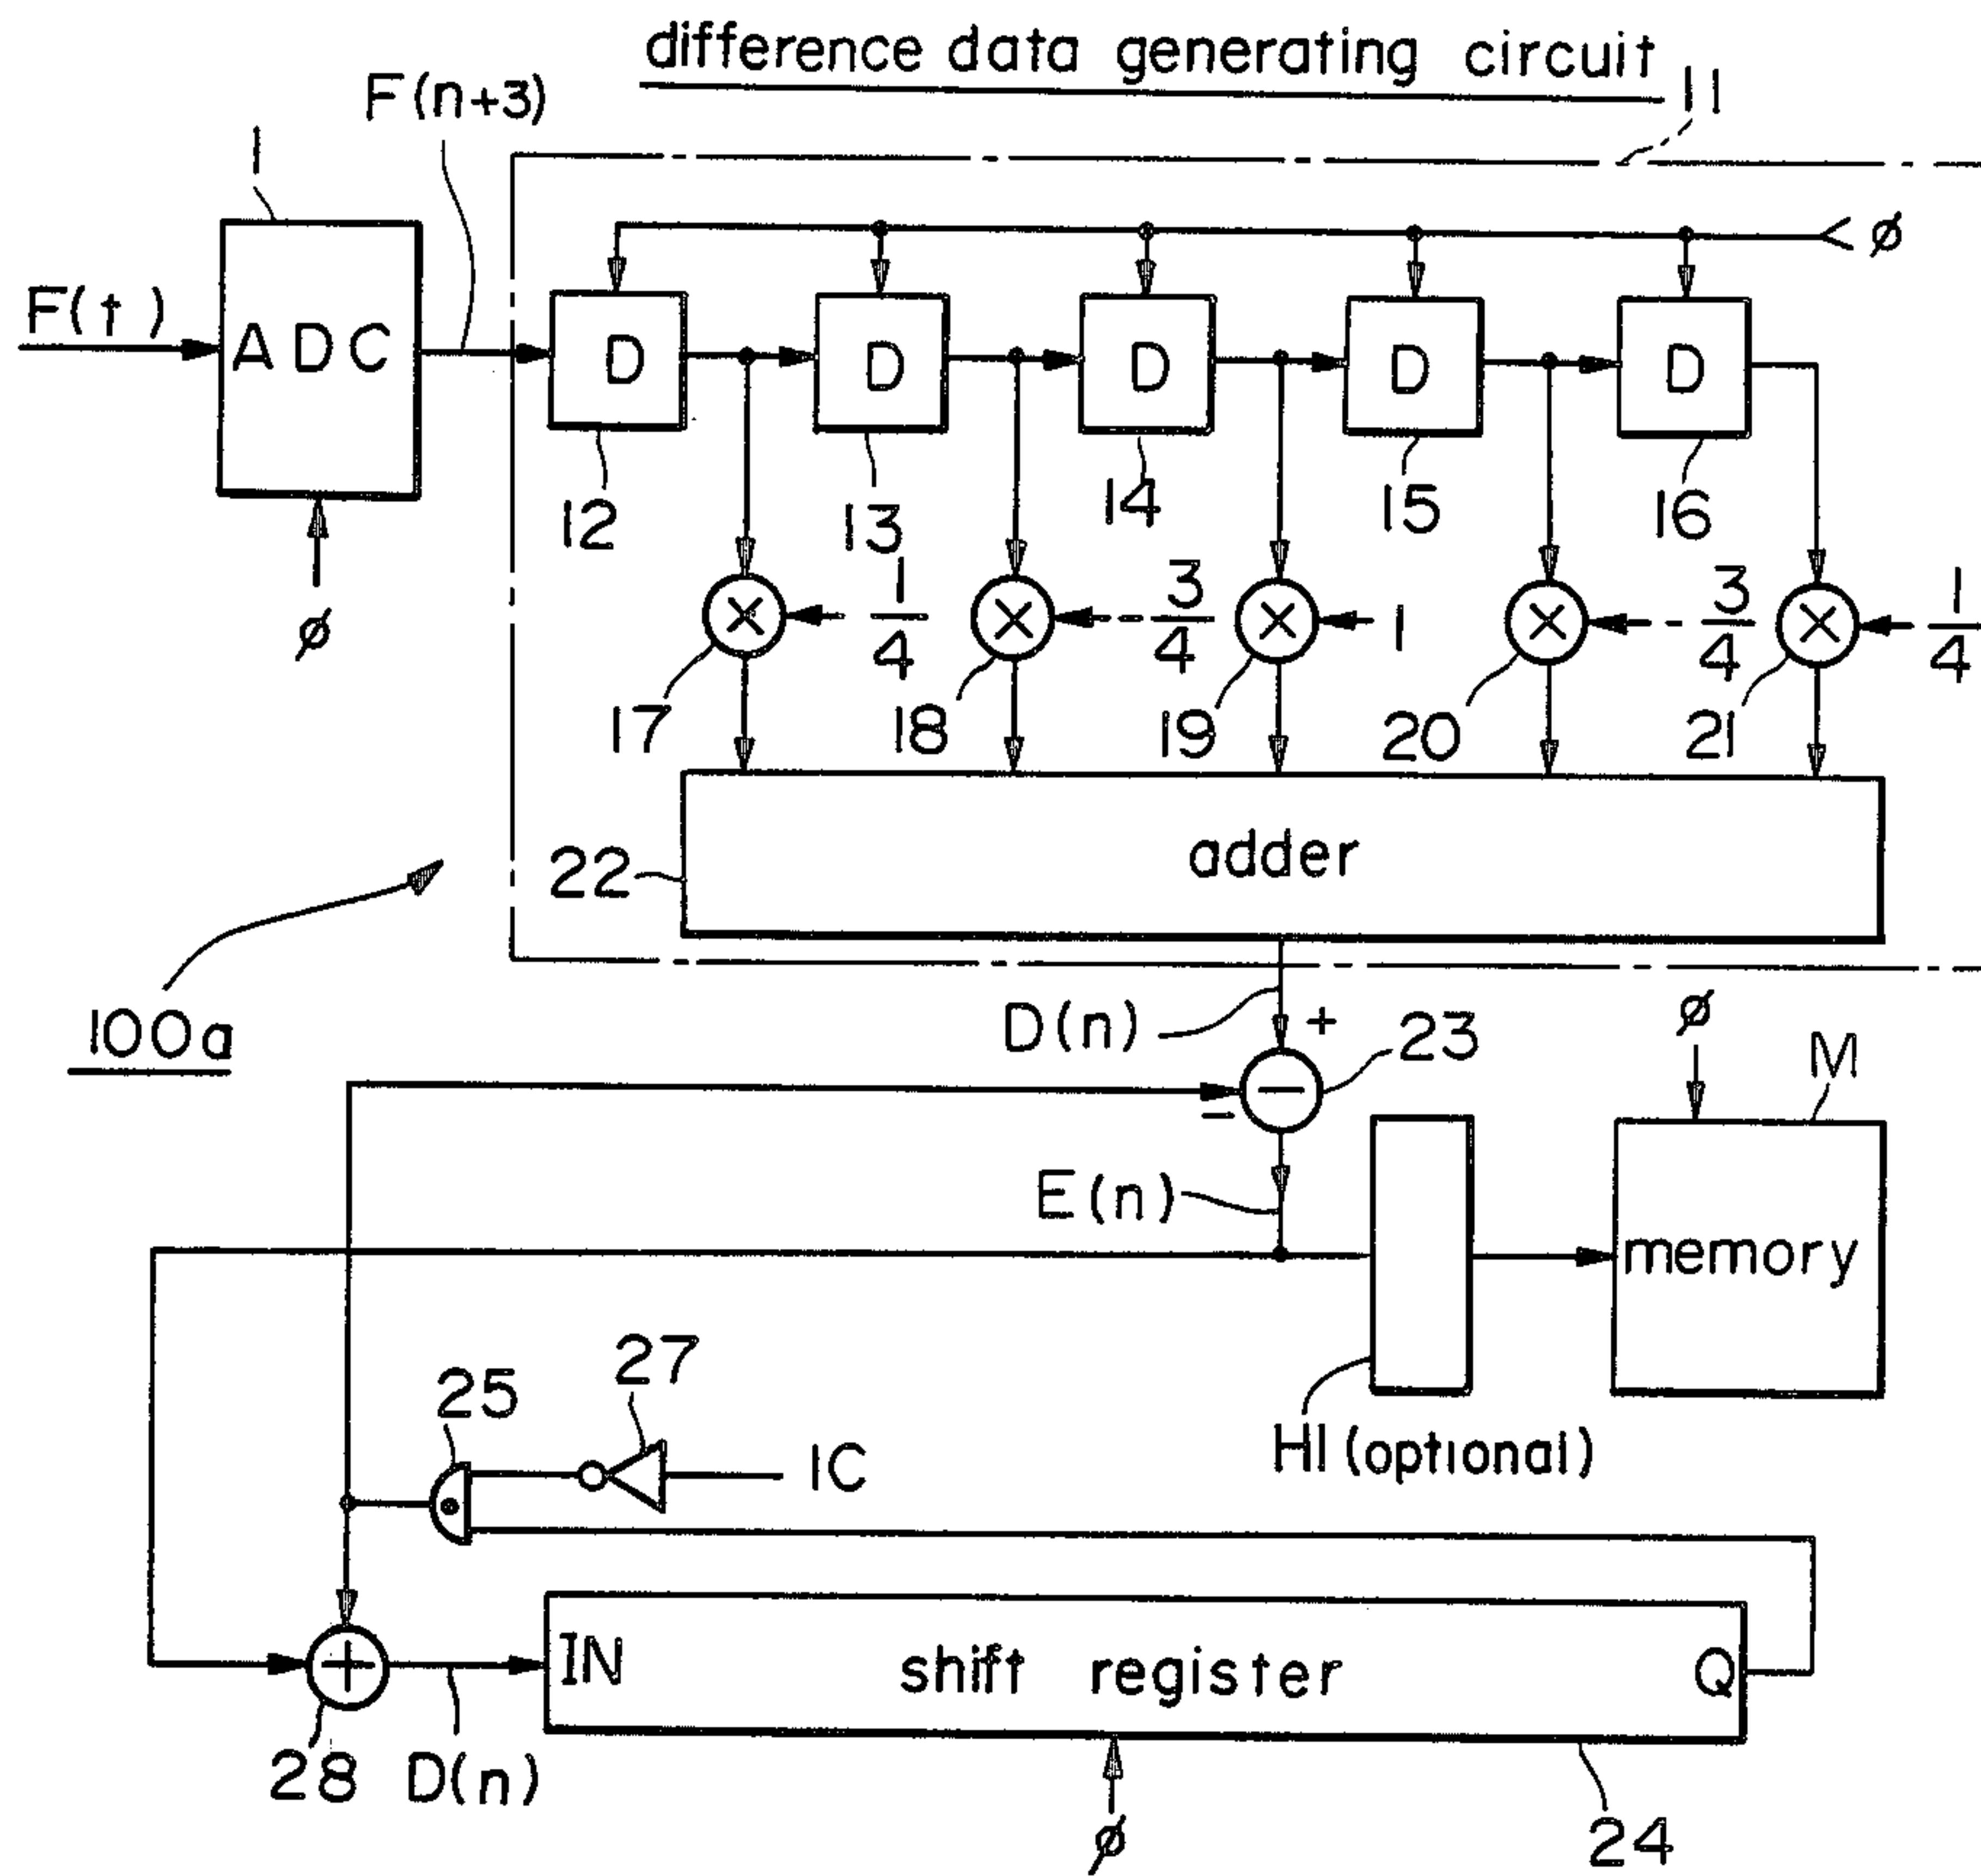 difference data generating circuit
11
F(n+3)
1
F(t)
ADC
ø
ø
D
D
D
D
D
12
13
14
15
16
1/4
-3/4
1
-3/4
1/4
17
18
19
20
21
adder
22
100a
D(n)
+
23
-
−
ø
M
E(n)
memory
HI (optional)
25
27
IC
IN
shift register
Q
+
28
D(n)
ø
24